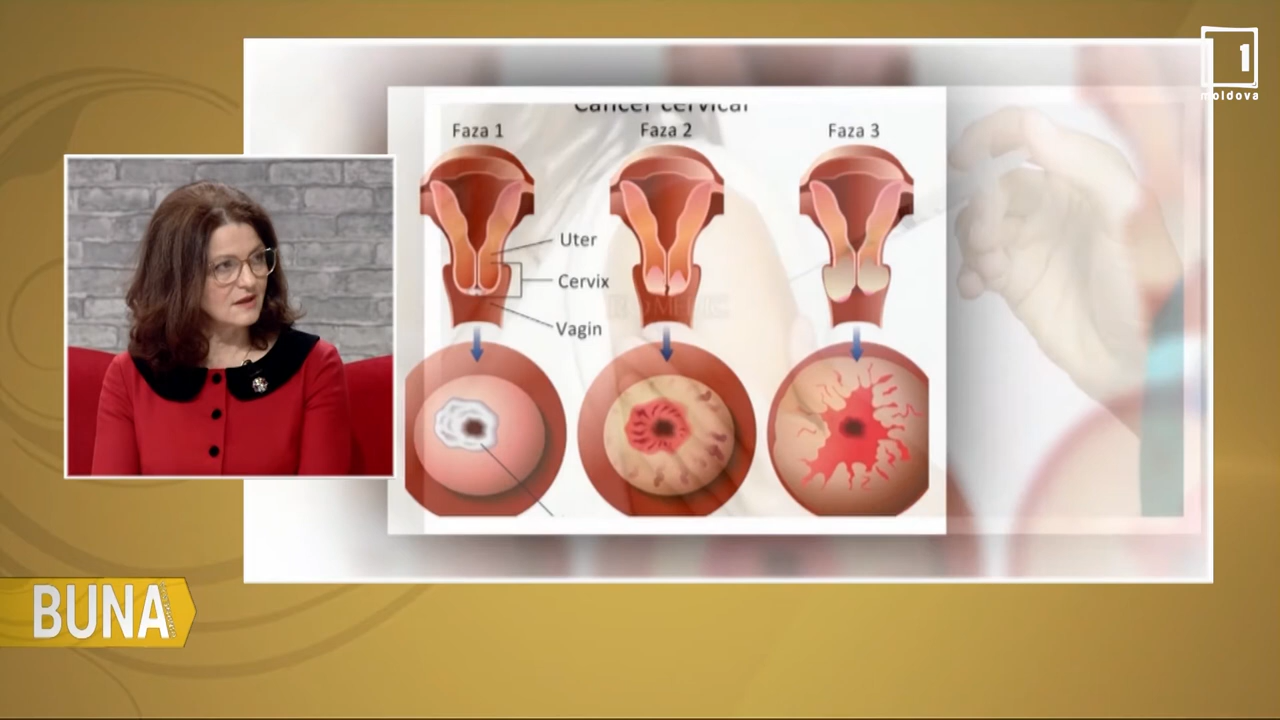 1
moldova
Cancer cervical
Faza 1
Faza 2
Faza 3
Uter
Cervix
Vagin
BUNA